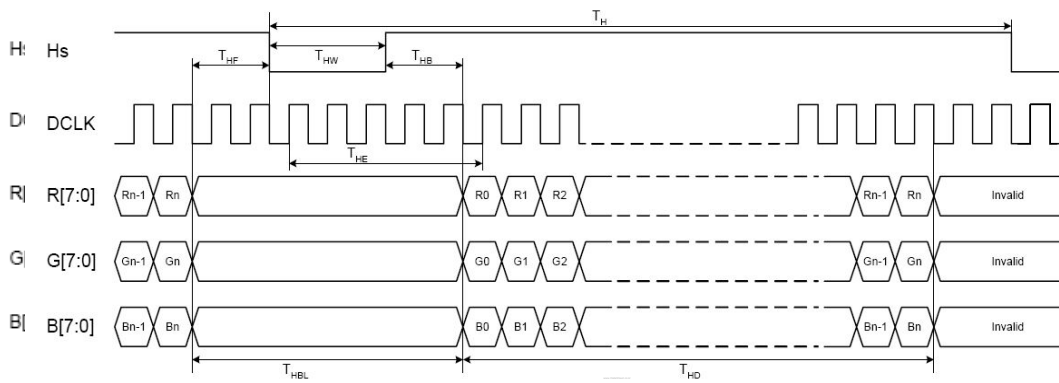 T_H
Hs Hs
T_HF T_HW T_HB
DCLK
T_HE
R[ R[7:0] Rn-1 Rn R0 R1 R2 Rn-1 Rn Invalid
G[ G[7:0] Gn-1 Gn G0 G1 G2 Gn-1 Gn Invalid
B[ B[7:0] Bn-1 Bn B0 B1 B2 Bn-1 Bn Invalid
T_HBL T_HD